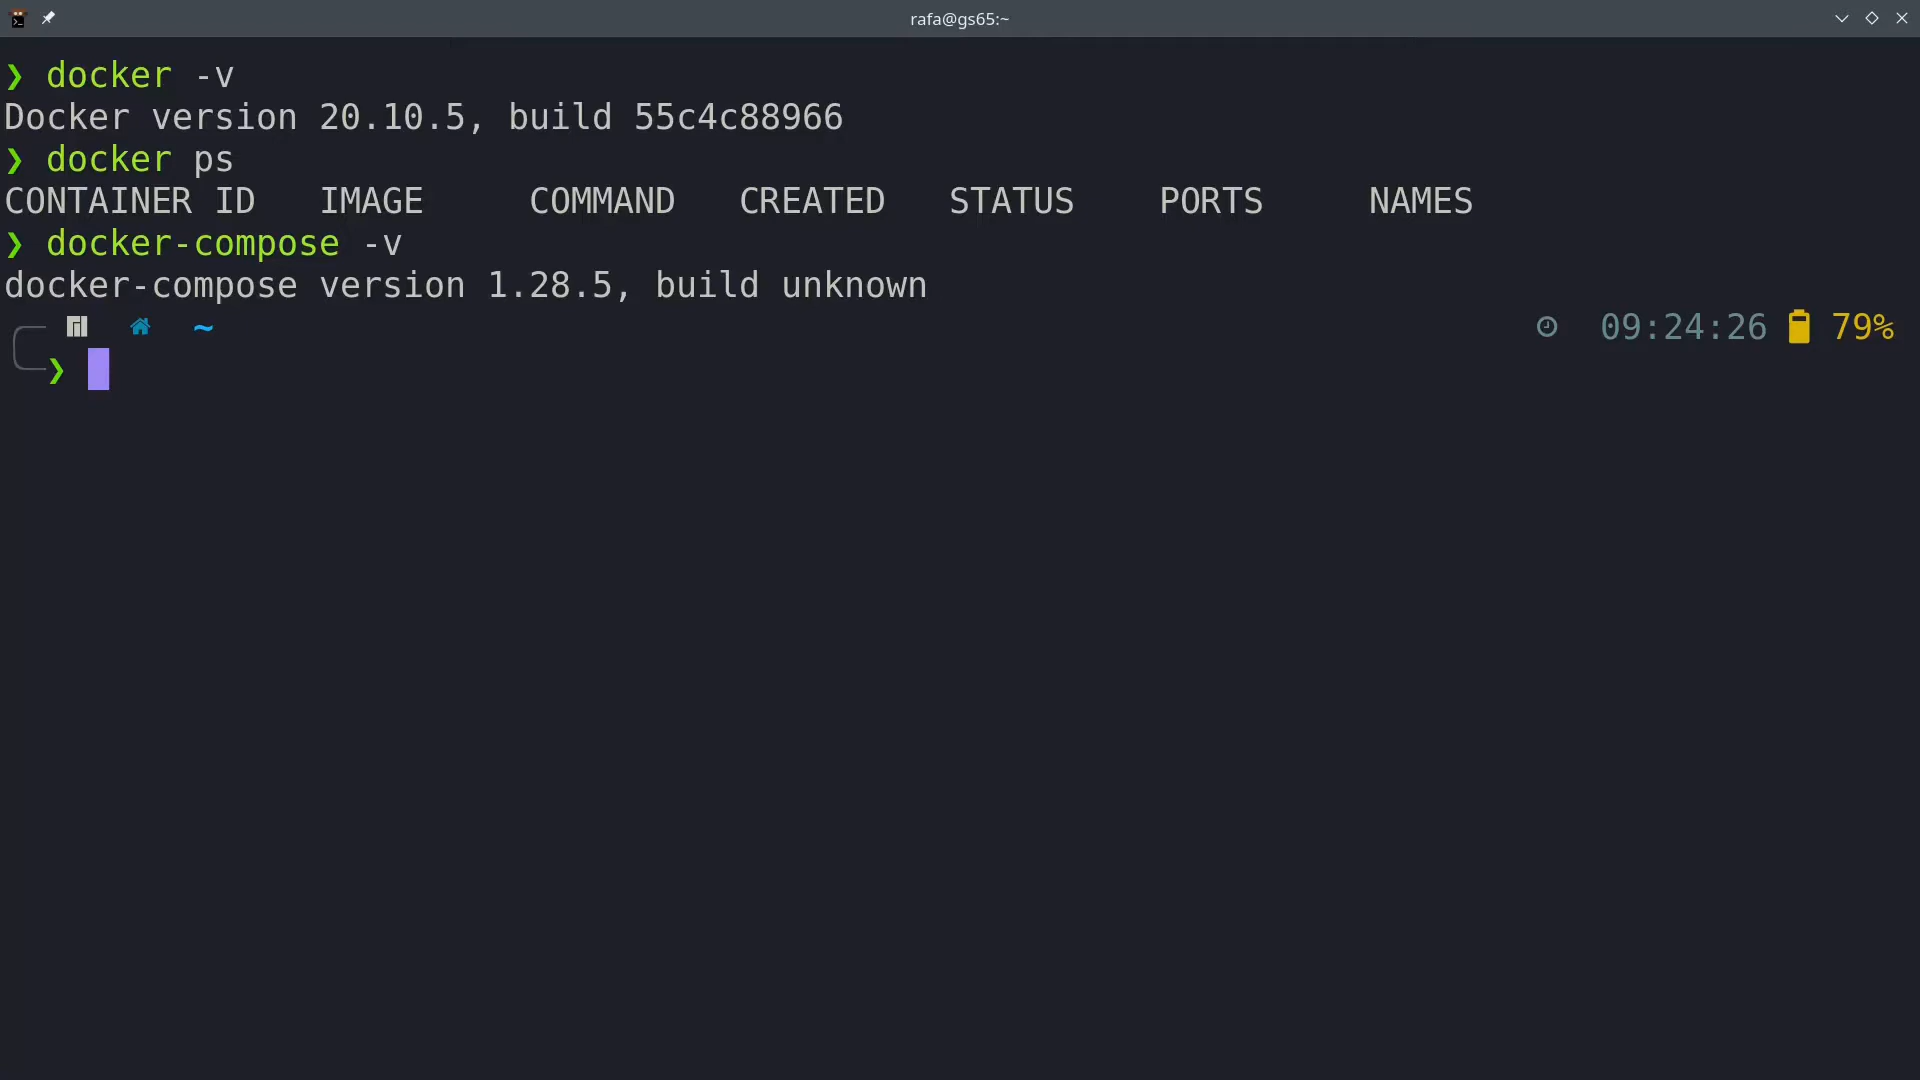 rafa@gs65:~
❯ docker -v
Docker version 20.10.5, build 55c4c88966
❯ docker ps
CONTAINER ID   IMAGE     COMMAND   CREATED   STATUS    PORTS     NAMES
❯ docker-compose -v
docker-compose version 1.28.5, build unknown
~ 09:24:26 79%
❯